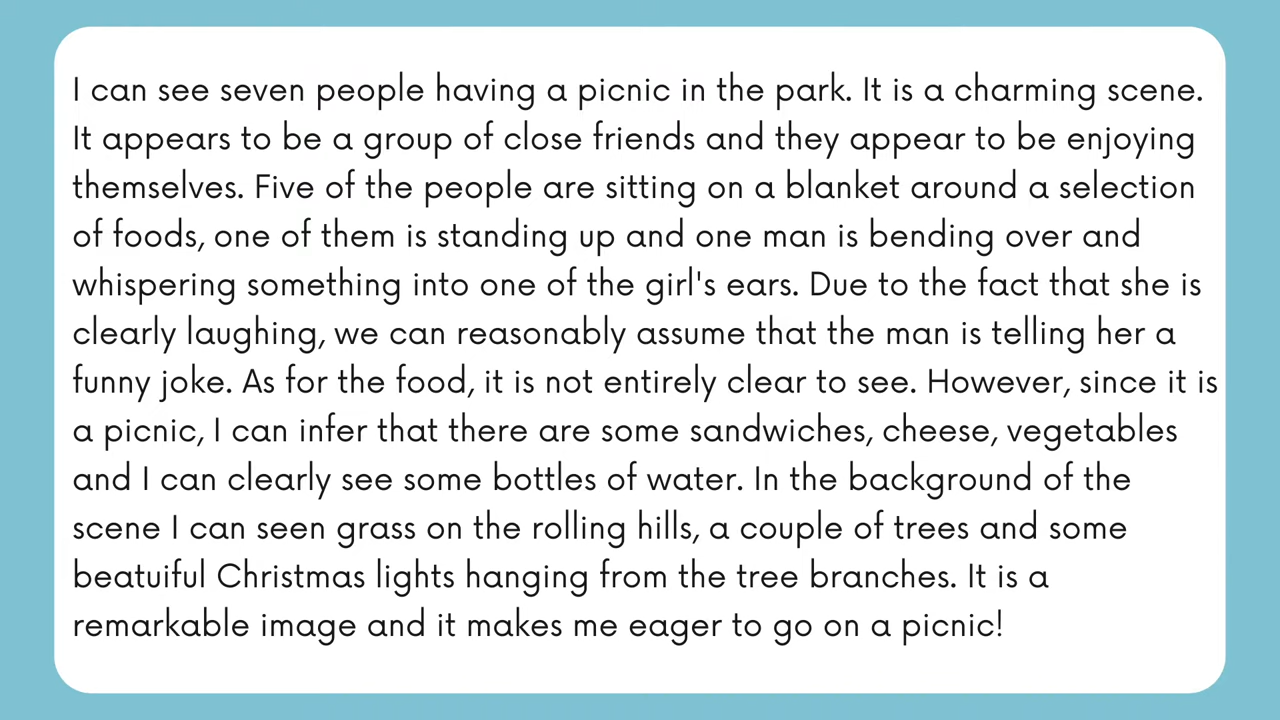 I can see seven people having a picnic in the park. It is a charming scene.
It appears to be a group of close friends and they appear to be enjoying
themselves. Five of the people are sitting on a blanket around a selection
of foods, one of them is standing up and one man is bending over and
whispering something into one of the girl's ears. Due to the fact that she is
clearly laughing, we can reasonably assume that the man is telling her a
funny joke. As for the food, it is not entirely clear to see. However, since it is
a picnic, I can infer that there are some sandwiches, cheese, vegetables
and I can clearly see some bottles of water. In the background of the
scene I can seen grass on the rolling hills, a couple of trees and some
beatuiful Christmas lights hanging from the tree branches. It is a
remarkable image and it makes me eager to go on a picnic!